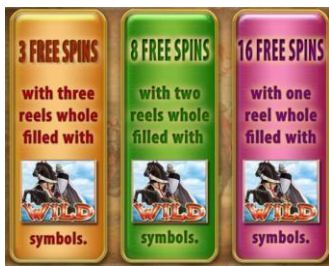 3 FREE SPINS
with three
reels whole
filled with
WILD
symbols.
8 FREE SPINS
with two
reels whole
filled with
WILD
symbols.
16 FREE SPINS
with one
reel whole
filled with
WILD
symbols.